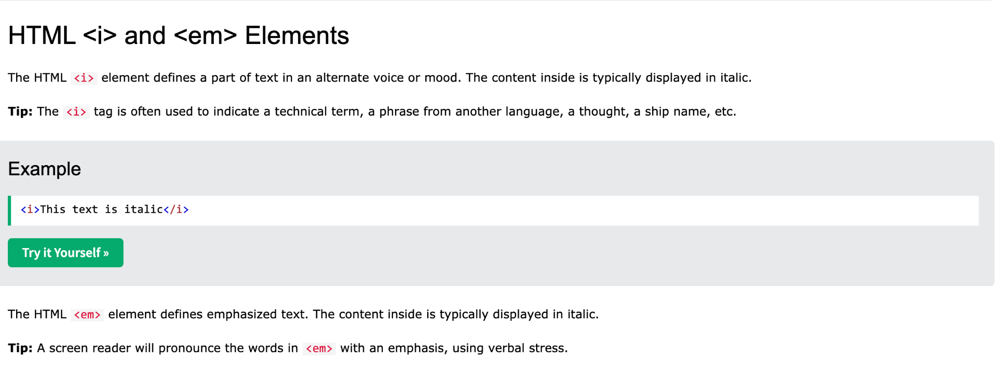 HTML <i> and <em> Elements
The HTML <i> element defines a part of text in an alternate voice or mood. The content inside is typically displayed in italic.
Tip: The <i> tag is often used to indicate a technical term, a phrase from another language, a thought, a ship name, etc.
Example
<i>This text is italic</i>
Try it Yourself »
The HTML <em> element defines emphasized text. The content inside is typically displayed in italic.
Tip: A screen reader will pronounce the words in <em> with an emphasis, using verbal stress.